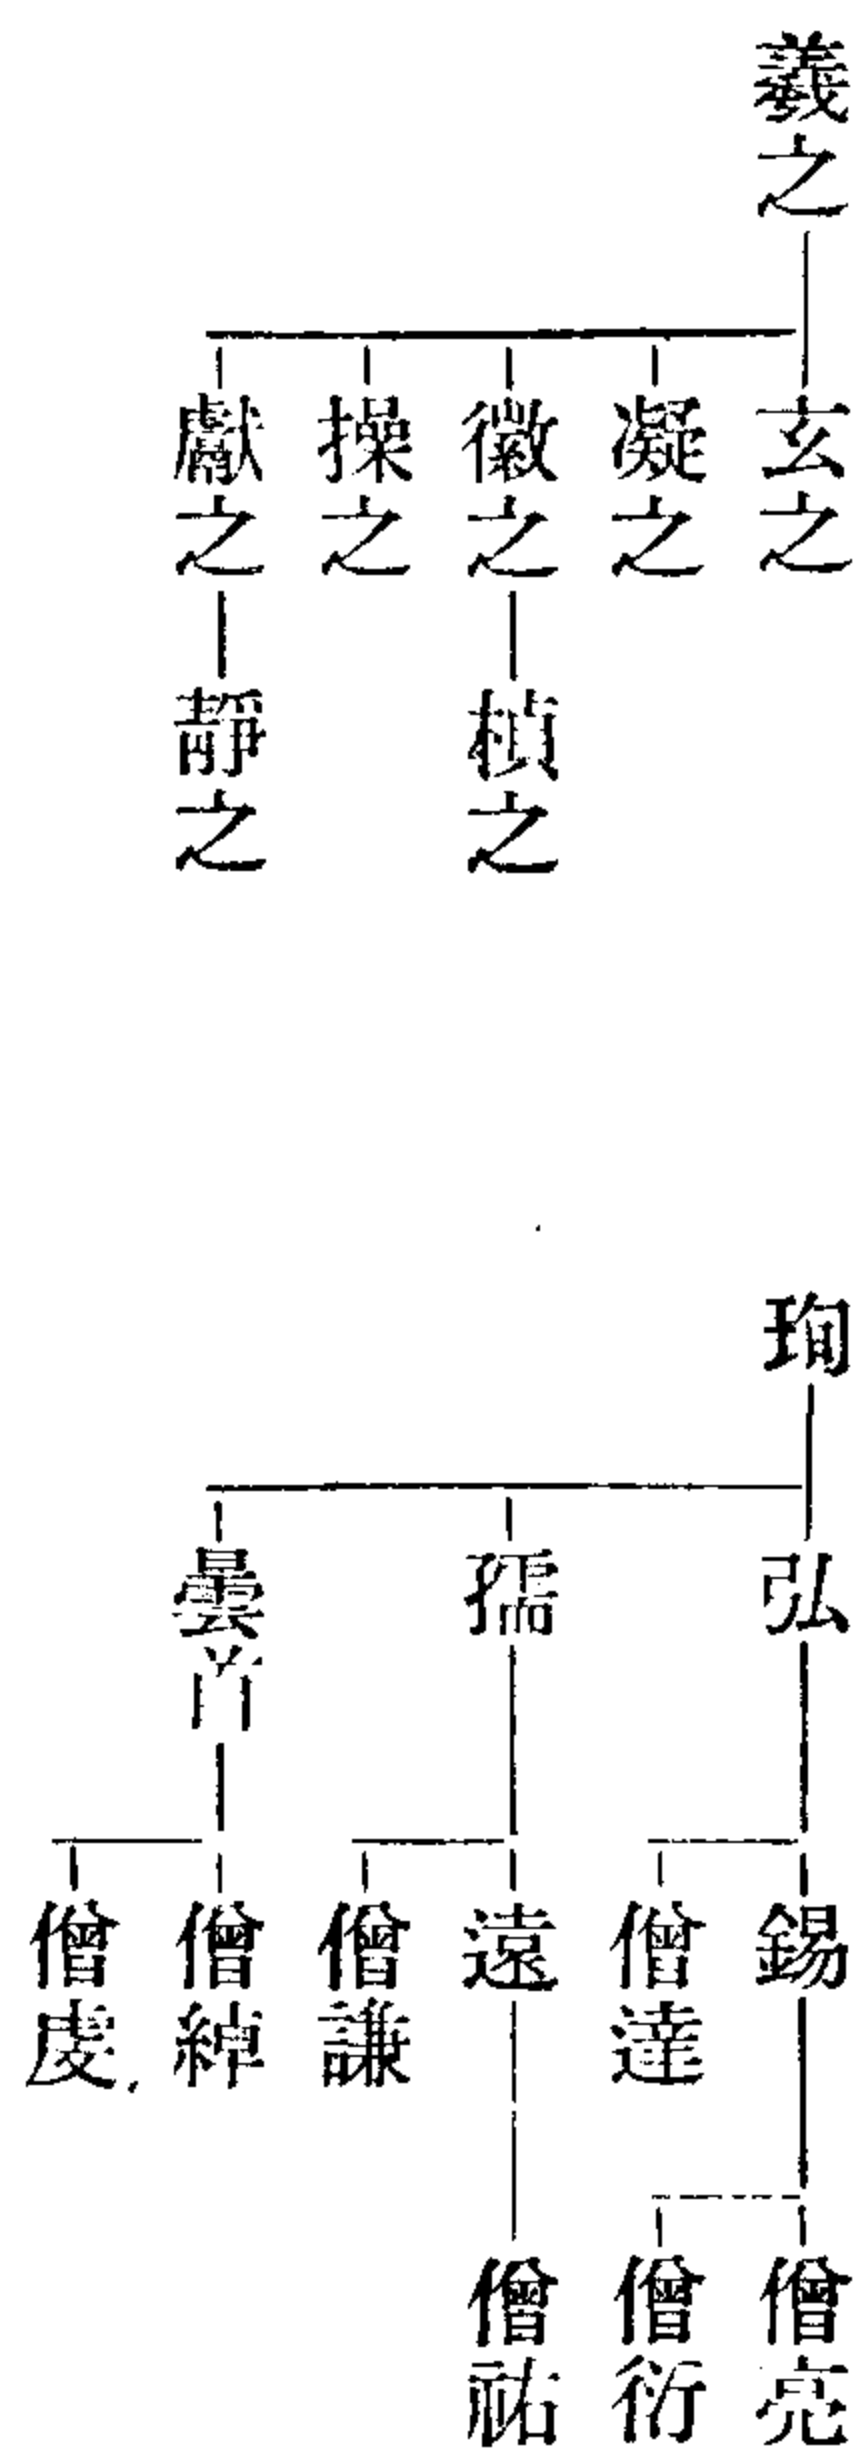 羲之
玄之
凝之
徽之
操之
獻之
楨之
靜之
珣
弘
孺
曇首
錫
僧達
遠
僧謙
僧綽
僧虔
僧亮
僧衍
僧祐